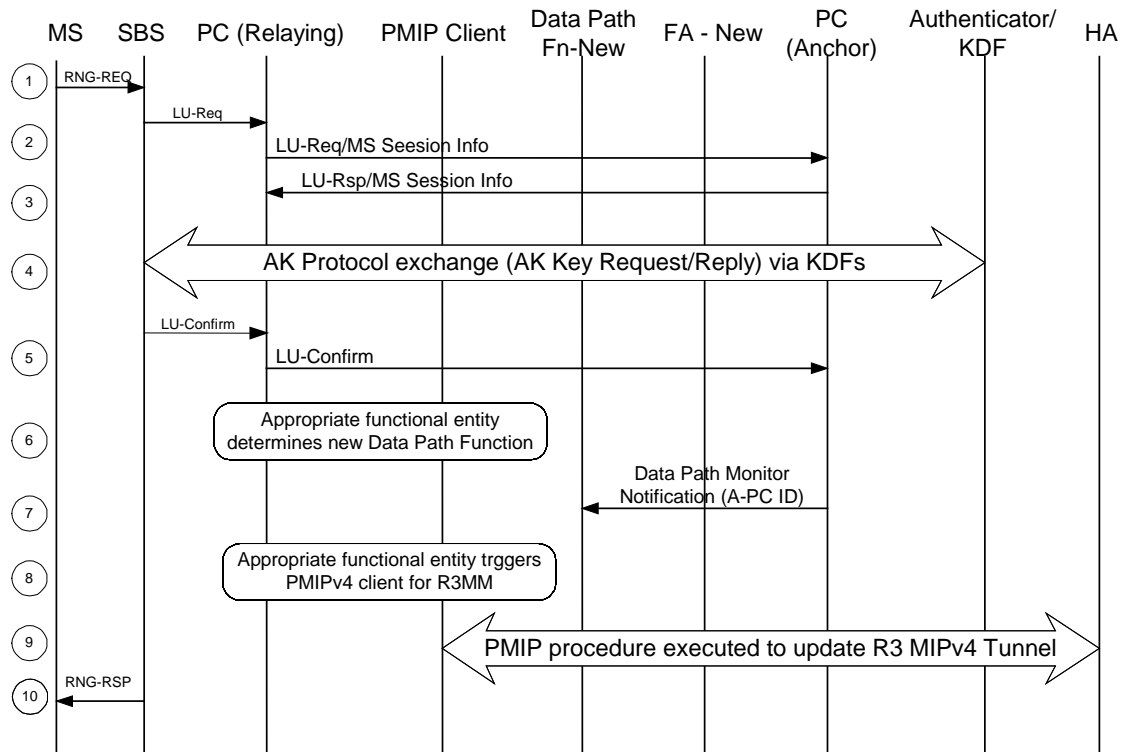 MS
SBS
PC (Relaying)
PMIP Client
Data Path
Fn-New
FA - New
PC
(Anchor)
Authenticator/
KDF
HA
1
RNG-REQ
LU-Req
2
LU-Req/MS Seesion Info
LU-Rsp/MS Session Info
3
4
AK Protocol exchange (AK Key Request/Reply) via KDFs
LU-Confirm
5
LU-Confirm
6
Appropriate functional entity
determines new Data Path Function
Data Path Monitor
Notification (A-PC ID)
7
8
Appropriate functional entity trggers
PMIPv4 client for R3MM
9
PMIP procedure executed to update R3 MIPv4 Tunnel
RNG-RSP
10